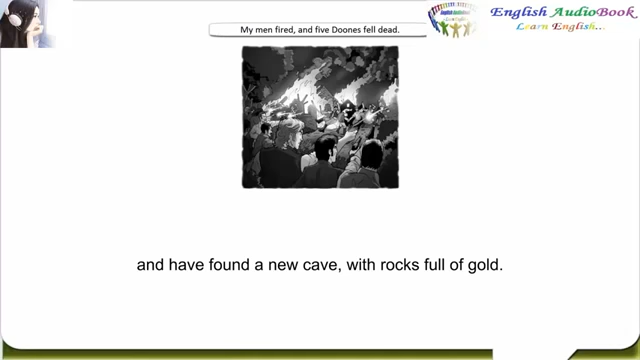 My men fired, and five Doones fell dead.
English AudioBook
Learn English...
and have found a new cave, with rocks full of gold.